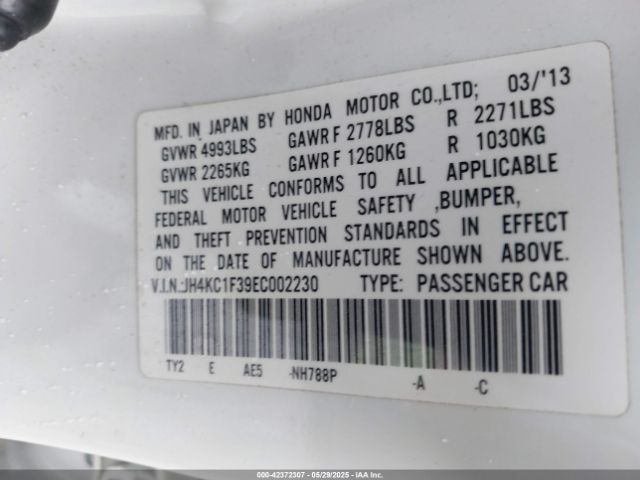 MFD. IN JAPAN BY HONDA MOTOR CO.,LTD; 03/'13
GVWR 4993LBS GAWR F 2778LBS R 2271LBS
GVWR 2265KG GAWR F 1260KG R 1030KG
THIS VEHICLE CONFORMS TO ALL APPLICABLE
FEDERAL MOTOR VEHICLE SAFETY ,BUMPER,
AND THEFT PREVENTION STANDARDS IN EFFECT
ON THE DATE OF MANUFACTURE SHOWN ABOVE.
V.I.N.:JH4KC1F39EC002230 TYPE: PASSENGER CAR
TY2 E AE5 -NH788P -A -C
000-42372307 - 05/29/2025 - IAAI Inc.